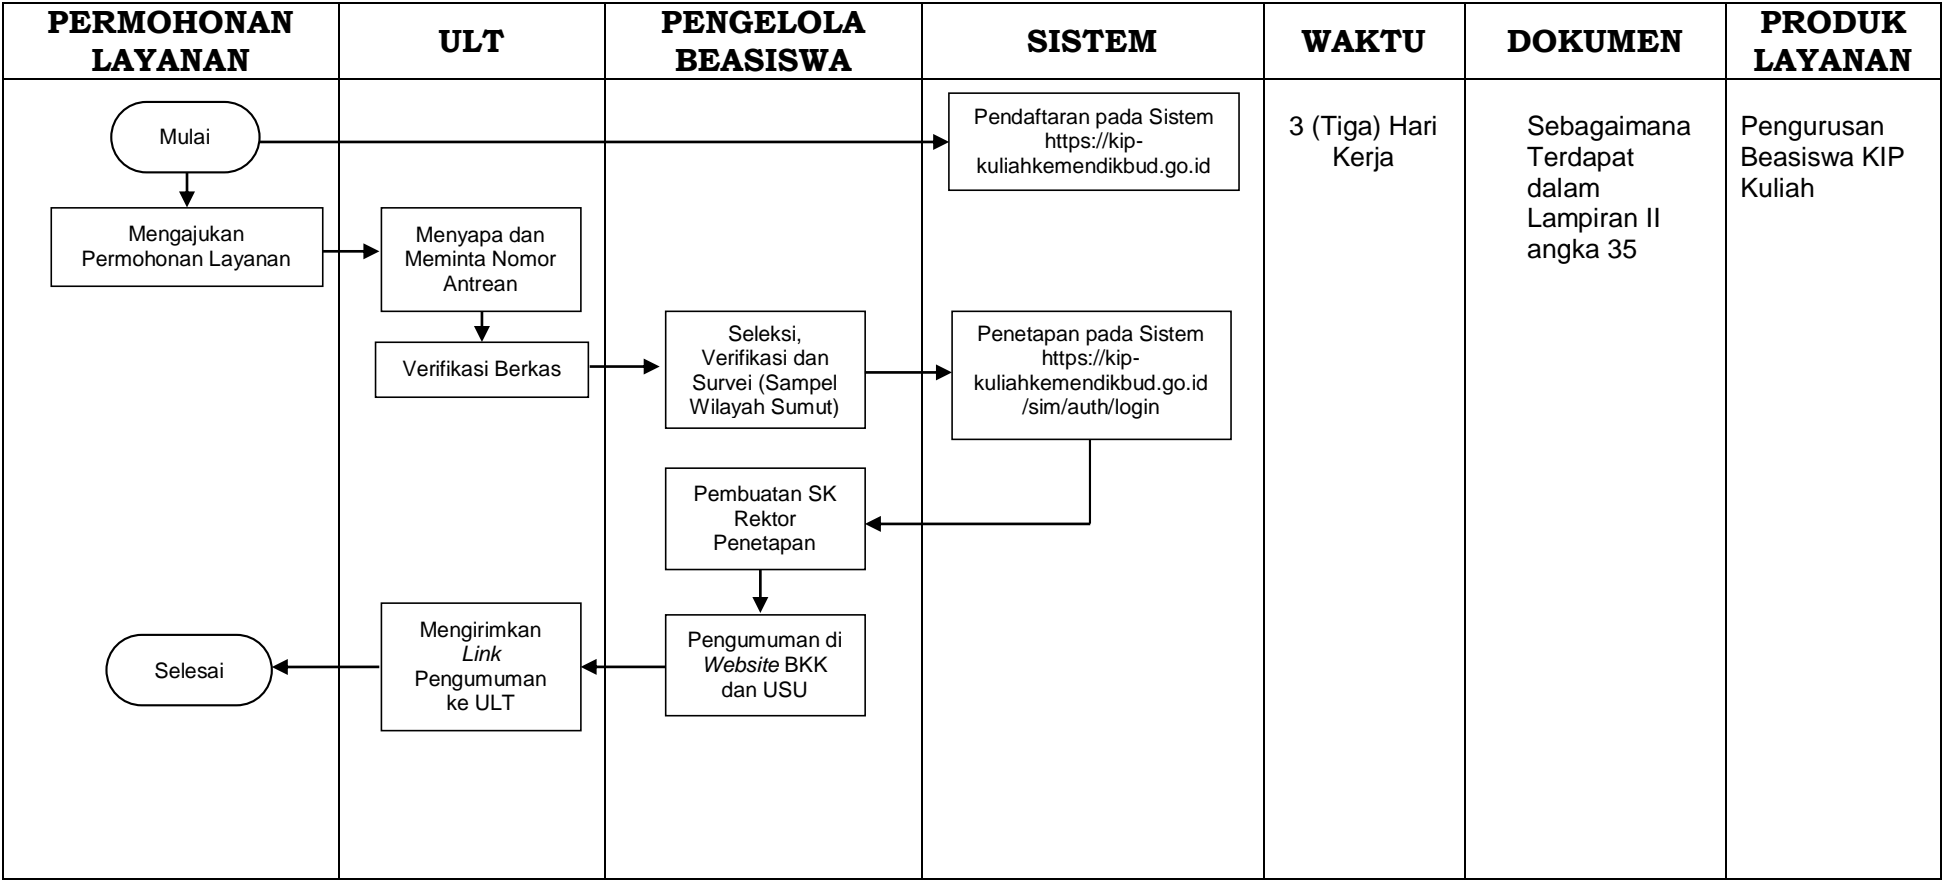 PERMOHONAN
LAYANAN
ULT
PENGELOLA
BEASISWA
SISTEM
WAKTU
DOKUMEN
PRODUK
LAYANAN
Mulai
Pendaftaran pada Sistem
https://kip-
kuliahkemendikbud.go.id
3 (Tiga) Hari
Kerja
Sebagaimana
Terdapat
dalam
Lampiran II
angka 35
Pengurusan
Beasiswa KIP
Kuliah
Mengajukan
Permohonan Layanan
Menyapa dan
Meminta Nomor
Antrean
Verifikasi Berkas
Seleksi,
Verifikasi dan
Survei (Sampel
Wilayah Sumut)
Penetapan pada Sistem
https://kip-
kuliahkemendikbud.go.id
/sim/auth/login
Pembuatan SK
Rektor
Penetapan
Pengumuman di
Website BKK
dan USU
Mengirimkan
Link
Pengumuman
ke ULT
Selesai